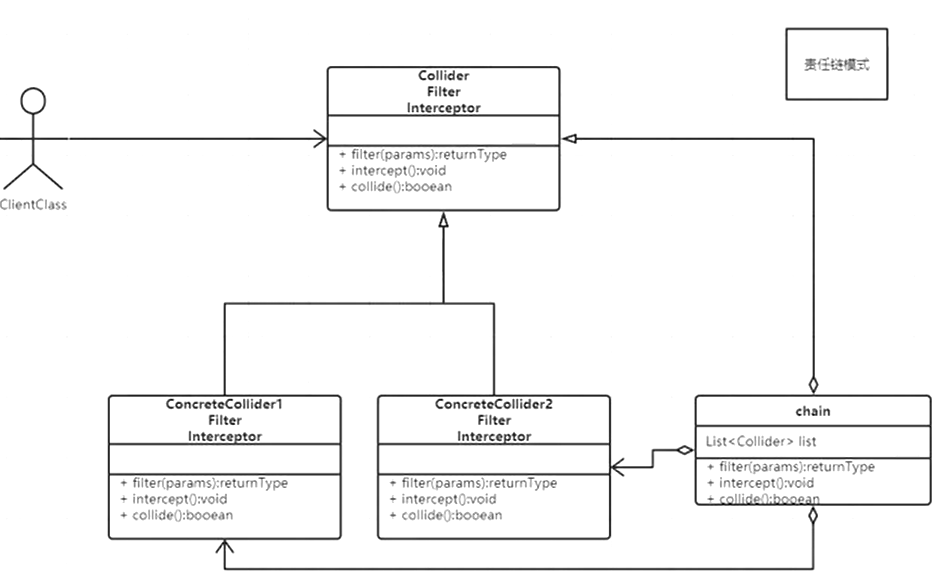 责任链模式
Collider
Filter
Interceptor
+ filter(params):returnType
+ intercept():void
+ collide():booean
ClientClass
ConcreteCollider1
Filter
Interceptor
+ filter(params):returnType
+ intercept():void
+ collide():booean
ConcreteCollider2
Filter
Interceptor
+ filter(params):returnType
+ intercept():void
+ collide():booean
chain
List<Collider> list
+ filter(params):returnType
+ intercept():void
+ collide():booean